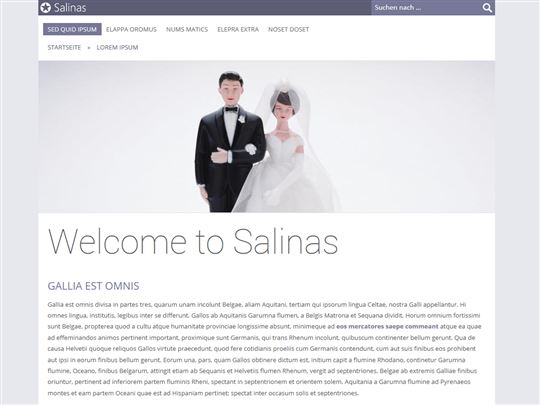 Salinas
Suchen nach...
SED QUID IPSUM ELAPPA OROMUS NUMS MATICS ELEPRA EXTRA NOSET DOSET
STARTSEITE » LOREM IPSUM
Welcome to Salinas
GALLIA EST OMNIS
Gallia est omnis divisa in partes tres, quarum unam incolunt Belgae, aliam Aquitani, tertiam qui ipsorum lingua Celtae, nostra Galli appellantur. Hi
omnes lingua, institutis, legibus inter se differunt. Gallos ab Aquitanis Garumna flumen, a Belgis Matrona et Sequana dividit. Horum omnium fortissimi
sunt Belgae, propterea quod a cultu atque humanitate provinciae longissime absunt, minimeque ad eos mercatores saepe commeant atque ea quae
ad effeminandos animos pertinent important, proximique sunt Germanis, qui trans Rhenum incolunt, quibuscum continenter bellum gerunt. Qua de
causa Helvetii quoque reliquos Gallos virtute praecedunt, quod fere cotidianis proeliis cum Germanis contendunt, cum aut suis finibus eos prohibent
aut ipsi in eorum finibus bellum gerunt. Eorum una, pars, quam Gallos obtinere dictum est, initium capit a flumine Rhodano, continetur Garumna
flumine, Oceano, finibus Belgarum, attingit etiam ab Sequanis et Helvetiis flumen Rhenum, vergit ad septentriones. Belgae ab extremis Galliae finibus
oriuntur, pertinent ad inferiorem partem fluminis Rheni, spectant in septentrionem et orientem solem. Aquitania a Garumna flumine ad Pyrenaeos
montes et eam partem Oceani quae est ad Hispaniam pertinet; spectat inter occasum solis et septentriones.